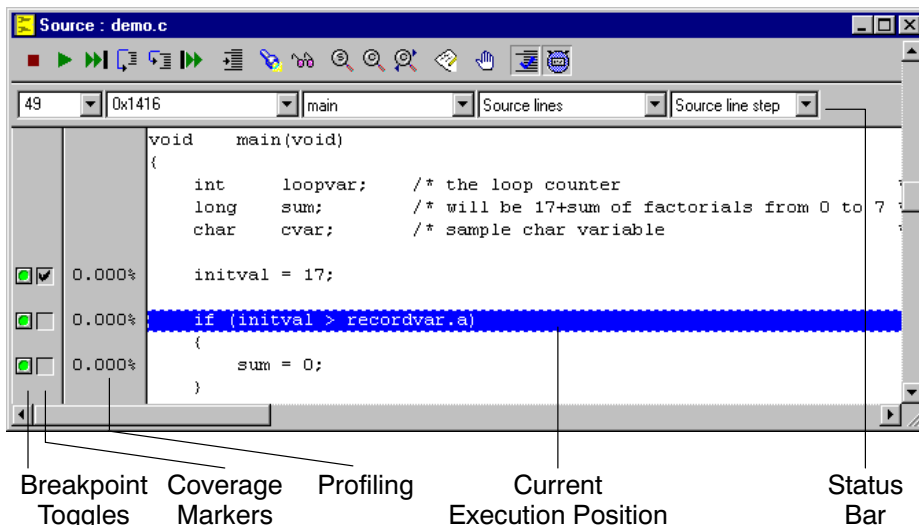 Source : demo.c
49 0x1416 main Source lines Source line step
void main(void)
{
int loopvar; /* the loop counter *
long sum; /* will be 17+sum of factorials from 0 to 7 *
char cvar; /* sample char variable *
0.000% initval = 17;
0.000% if (initval > recordvar.a)
{
0.000% sum = 0;
}
Breakpoint Toggles
Coverage Markers
Profiling
Current Execution Position
Status Bar